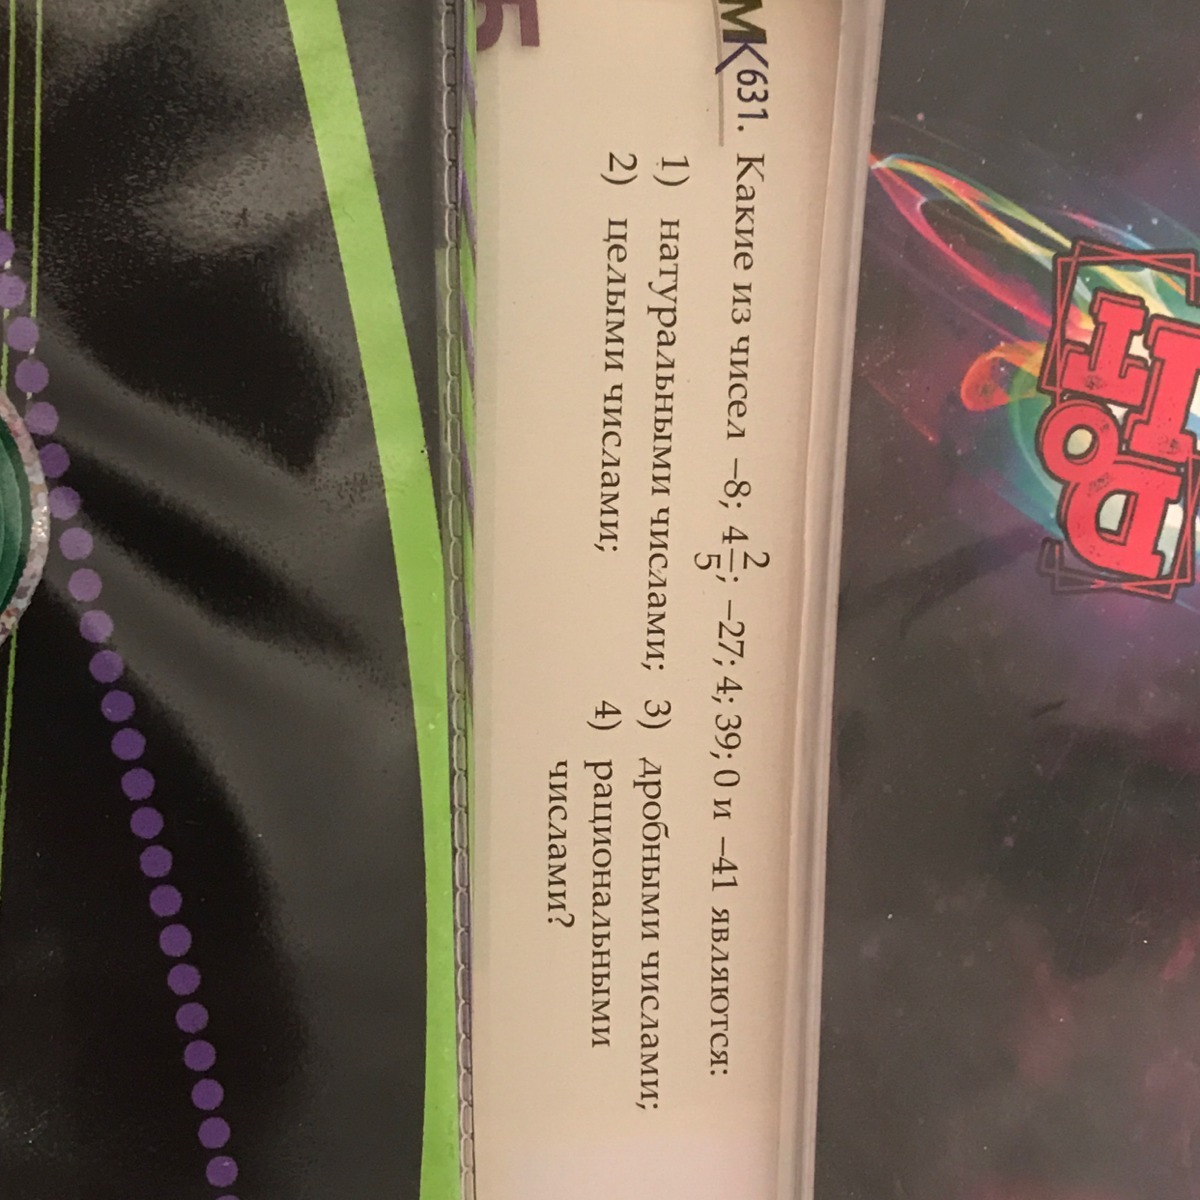 МК631. Какие из чисел −8; 4 2/5; −27; 4; 39; 0 и −41 являются:
1) натуральными числами; 3) дробными числами;
2) целыми числами; 4) рациональными
числами?